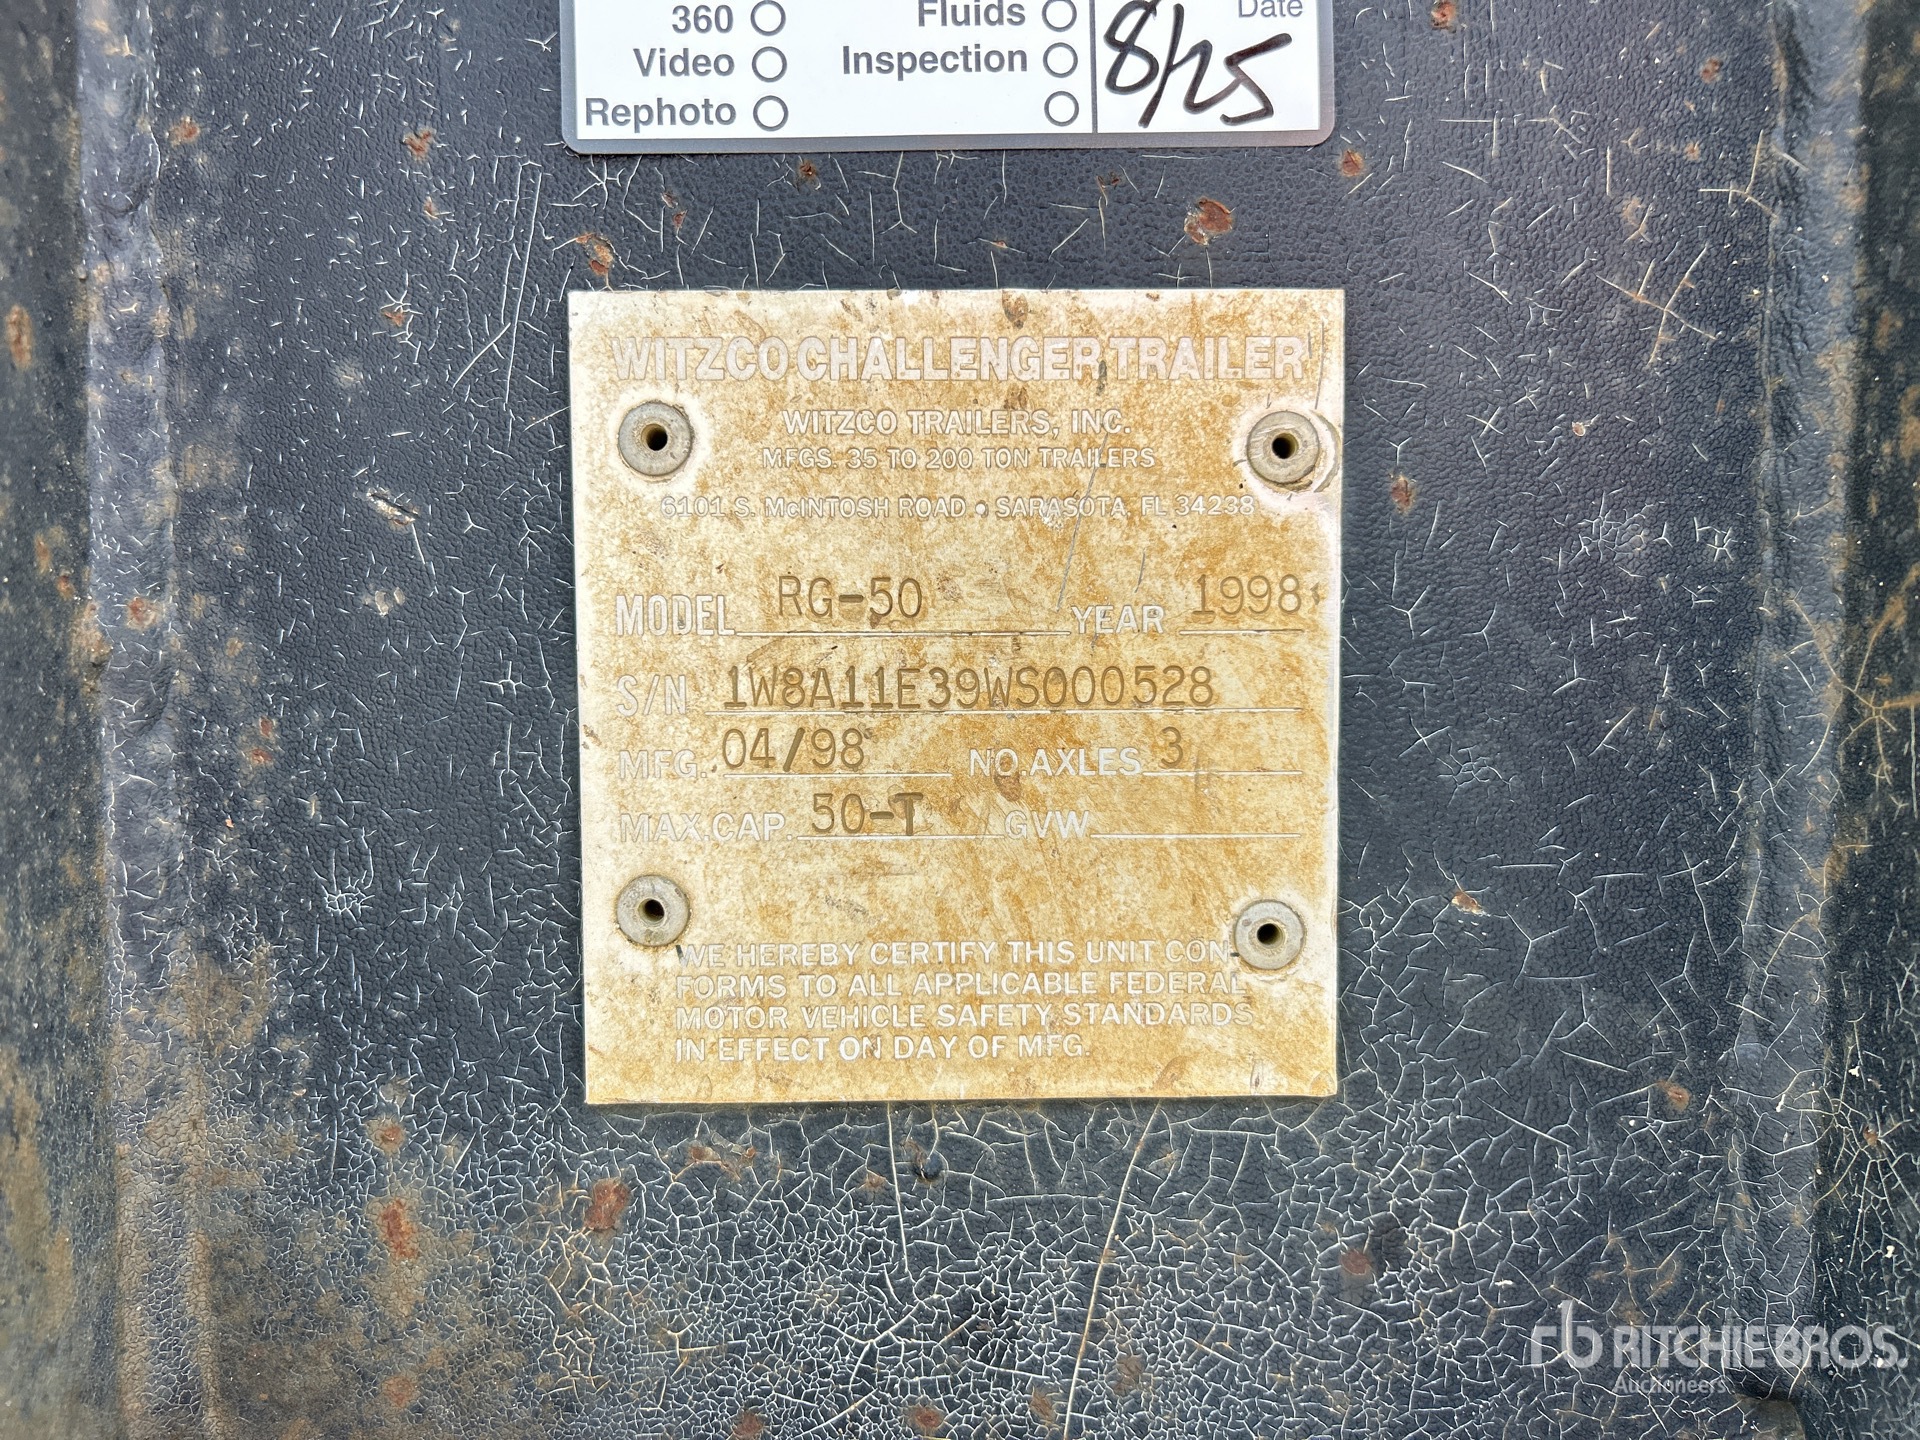 360 Fluids Date
Video Inspection 8/25
Rephoto
WITZCO CHALLENGER TRAILER
WITZCO TRAILERS, INC.
MFGS. 35 TO 200 TON TRAILERS
6101 S. McINTOSH ROAD • SARASOTA, FL 34238
MODEL RG-50 YEAR 1998
S/N 1W8A11E39WS000528
MFG. 04/98 NO. AXLES 3
MAX. CAP. 50-T GVW
WE HEREBY CERTIFY THIS UNIT CON-
FORMS TO ALL APPLICABLE FEDERAL
MOTOR VEHICLE SAFETY STANDARDS
IN EFFECT ON DAY OF MFG.
rb RITCHIE BROS.
Auctioneers